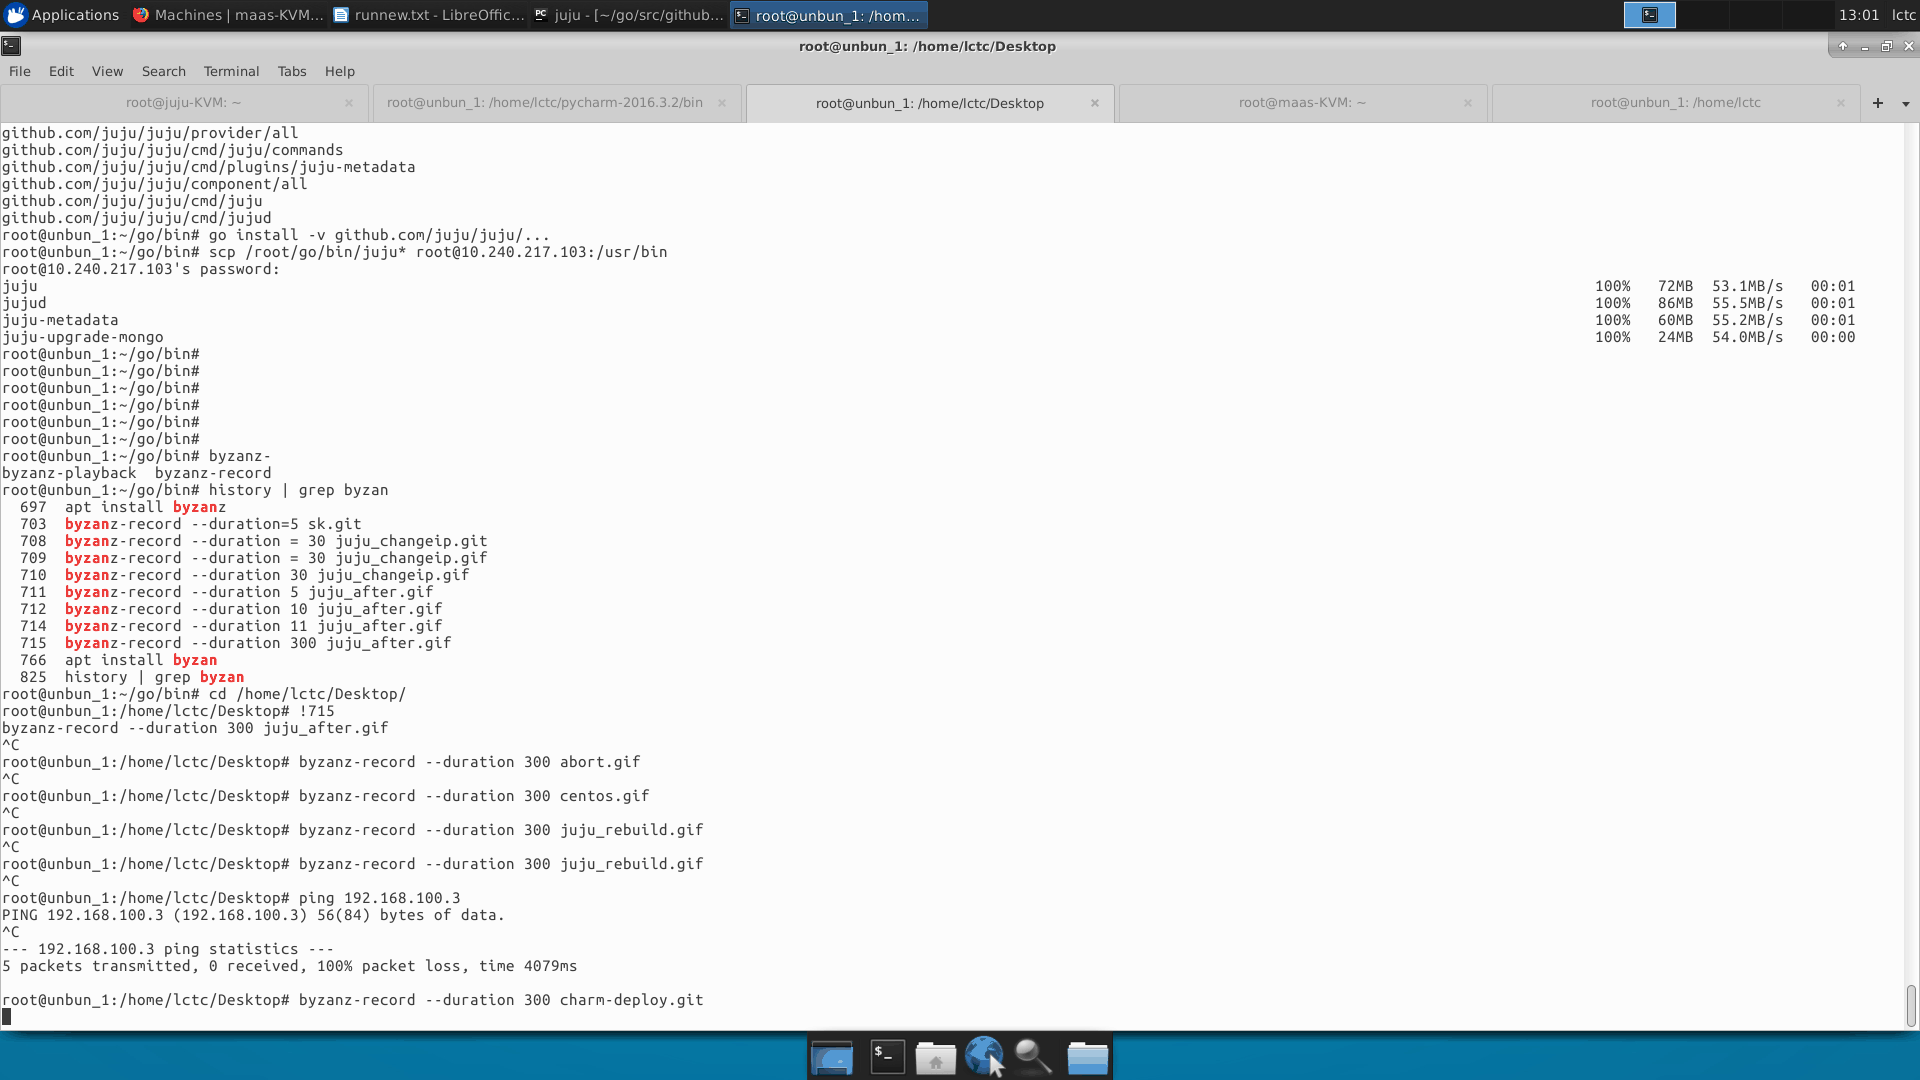 Applications Machines | maas-KVM... runnew.txt - LibreOffic... juju - [~/go/src/github... root@unbun_1: /hom... 13:01 lctc
root@unbun_1: /home/lctc/Desktop
File Edit View Search Terminal Tabs Help
root@juju-KVM: ~ root@unbun_1: /home/lctc/pycharm-2016.3.2/bin root@unbun_1: /home/lctc/Desktop root@maas-KVM: ~ root@unbun_1: /home/lctc
github.com/juju/juju/provider/all
github.com/juju/juju/cmd/juju/commands
github.com/juju/juju/cmd/plugins/juju-metadata
github.com/juju/juju/component/all
github.com/juju/juju/cmd/juju
github.com/juju/juju/cmd/jujud
root@unbun_1:~/go/bin# go install -v github.com/juju/juju/...
root@unbun_1:~/go/bin# scp /root/go/bin/juju* root@10.240.217.103:/usr/bin
root@10.240.217.103's password:
juju 100% 72MB 53.1MB/s 00:01
jujud 100% 86MB 55.5MB/s 00:01
juju-metadata 100% 60MB 55.2MB/s 00:01
juju-upgrade-mongo 100% 24MB 54.0MB/s 00:00
root@unbun_1:~/go/bin#
root@unbun_1:~/go/bin#
root@unbun_1:~/go/bin#
root@unbun_1:~/go/bin#
root@unbun_1:~/go/bin#
root@unbun_1:~/go/bin#
root@unbun_1:~/go/bin# byzanz-
byzanz-playback byzanz-record
root@unbun_1:~/go/bin# history | grep byzan
697 apt install byzanz
703 byzanz-record --duration=5 sk.git
708 byzanz-record --duration = 30 juju_changeip.git
709 byzanz-record --duration = 30 juju_changeip.gif
710 byzanz-record --duration 30 juju_changeip.gif
711 byzanz-record --duration 5 juju_after.gif
712 byzanz-record --duration 10 juju_after.gif
714 byzanz-record --duration 11 juju_after.gif
715 byzanz-record --duration 300 juju_after.gif
766 apt install byzan
825 history | grep byzan
root@unbun_1:~/go/bin# cd /home/lctc/Desktop/
root@unbun_1:/home/lctc/Desktop# !715
byzanz-record --duration 300 juju_after.gif
^C
root@unbun_1:/home/lctc/Desktop# byzanz-record --duration 300 abort.gif
^C
root@unbun_1:/home/lctc/Desktop# byzanz-record --duration 300 centos.gif
^C
root@unbun_1:/home/lctc/Desktop# byzanz-record --duration 300 juju_rebuild.gif
^C
root@unbun_1:/home/lctc/Desktop# byzanz-record --duration 300 juju_rebuild.gif
^C
root@unbun_1:/home/lctc/Desktop# ping 192.168.100.3
PING 192.168.100.3 (192.168.100.3) 56(84) bytes of data.
^C
--- 192.168.100.3 ping statistics ---
5 packets transmitted, 0 received, 100% packet loss, time 4079ms
root@unbun_1:/home/lctc/Desktop# byzanz-record --duration 300 charm-deploy.git